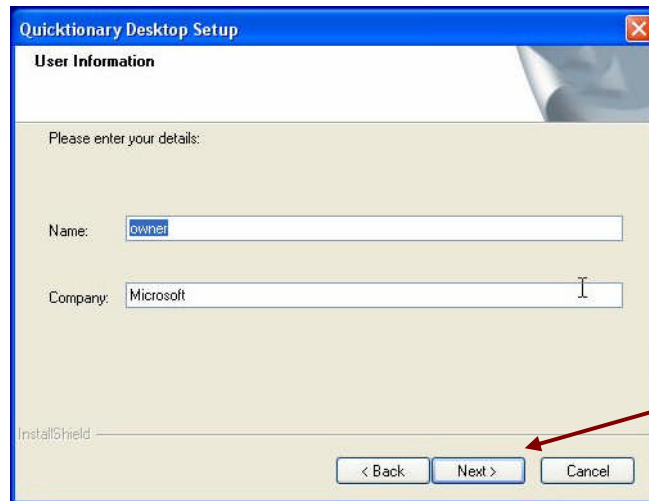 Quicktionary Desktop Setup
User Information
Please enter your details:
Name: owner
Company: Microsoft
InstallShield
< Back Next > Cancel